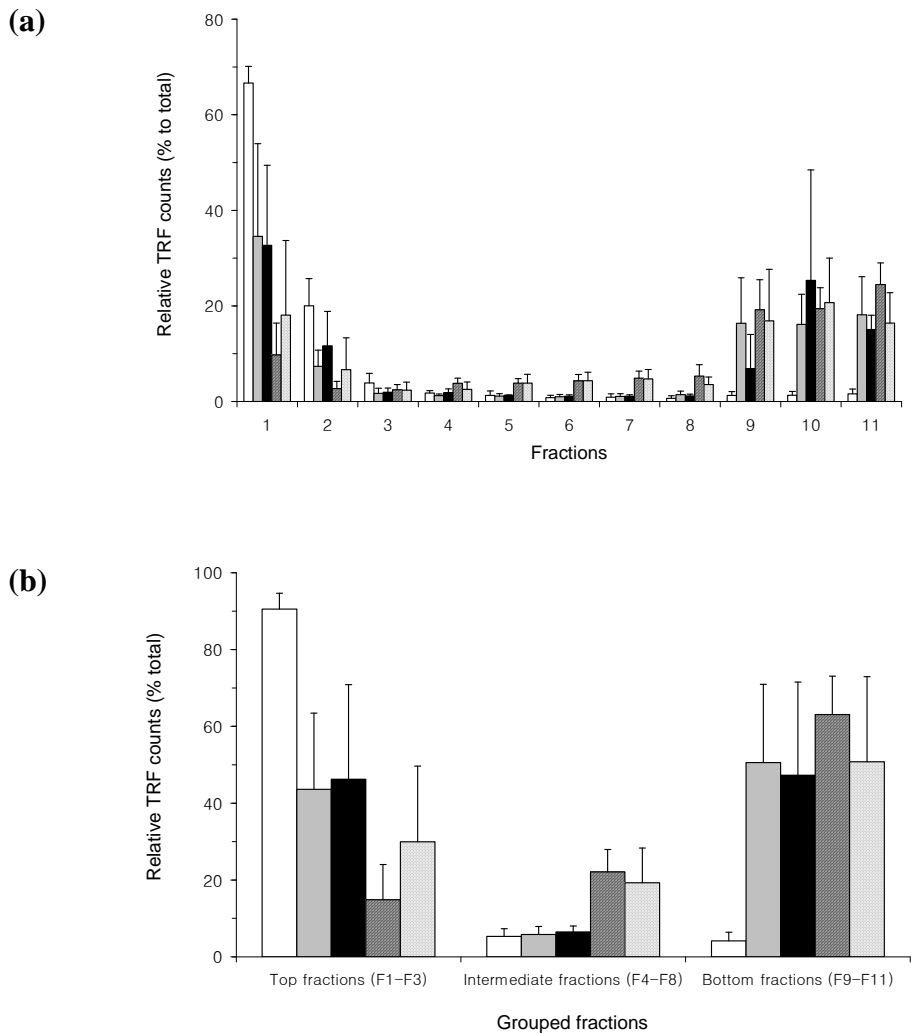 (a)
Relative TRF counts (% to total)
80
60
40
20
0
1 2 3 4 5 6 7 8 9 10 11
Fractions
(b)
Relative TRF counts (% total)
100
80
60
40
20
0
Top fractions (F1-F3) Intermediate fractions (F4-F8) Bottom fractions (F9-F11)
Grouped fractions